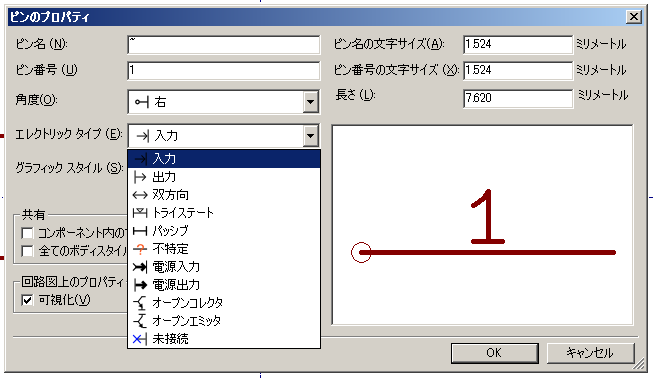 ピンのプロパティ
ピン名 (N):
~
ピン名の文字サイズ(A):
1.524
ミリメートル
ピン番号 (U)
1
ピン番号の文字サイズ (X):
1.524
ミリメートル
角度(O):
右
長さ (L):
7.620
ミリメートル
エレクトリック タイプ (E):
入力
グラフィック スタイル (S):
入力
出力
双方向
トライステート
パッシブ
不特定
電源入力
電源出力
オープンコレクタ
オープンエミッタ
未接続
共有
コンポーネント内の
全てのボディスタイル
回路図上のプロパティ
可視化(V)
1
OK
キャンセル